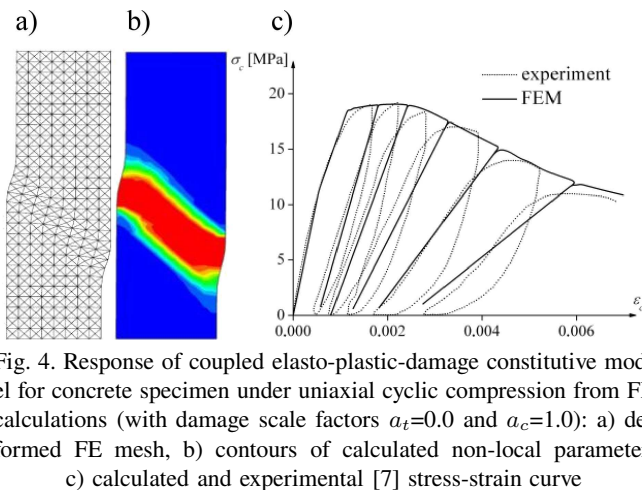 a)
b)
c)
σc [MPa]
experiment
FEM
20
15
10
5
0
0.000
0.002
0.004
0.006
εc
Fig. 4. Response of coupled elasto-plastic-damage constitutive mod
el for concrete specimen under uniaxial cyclic compression from F
calculations (with damage scale factors at=0.0 and ac=1.0): a) de
formed FE mesh, b) contours of calculated non-local parameter
c) calculated and experimental [7] stress-strain curve